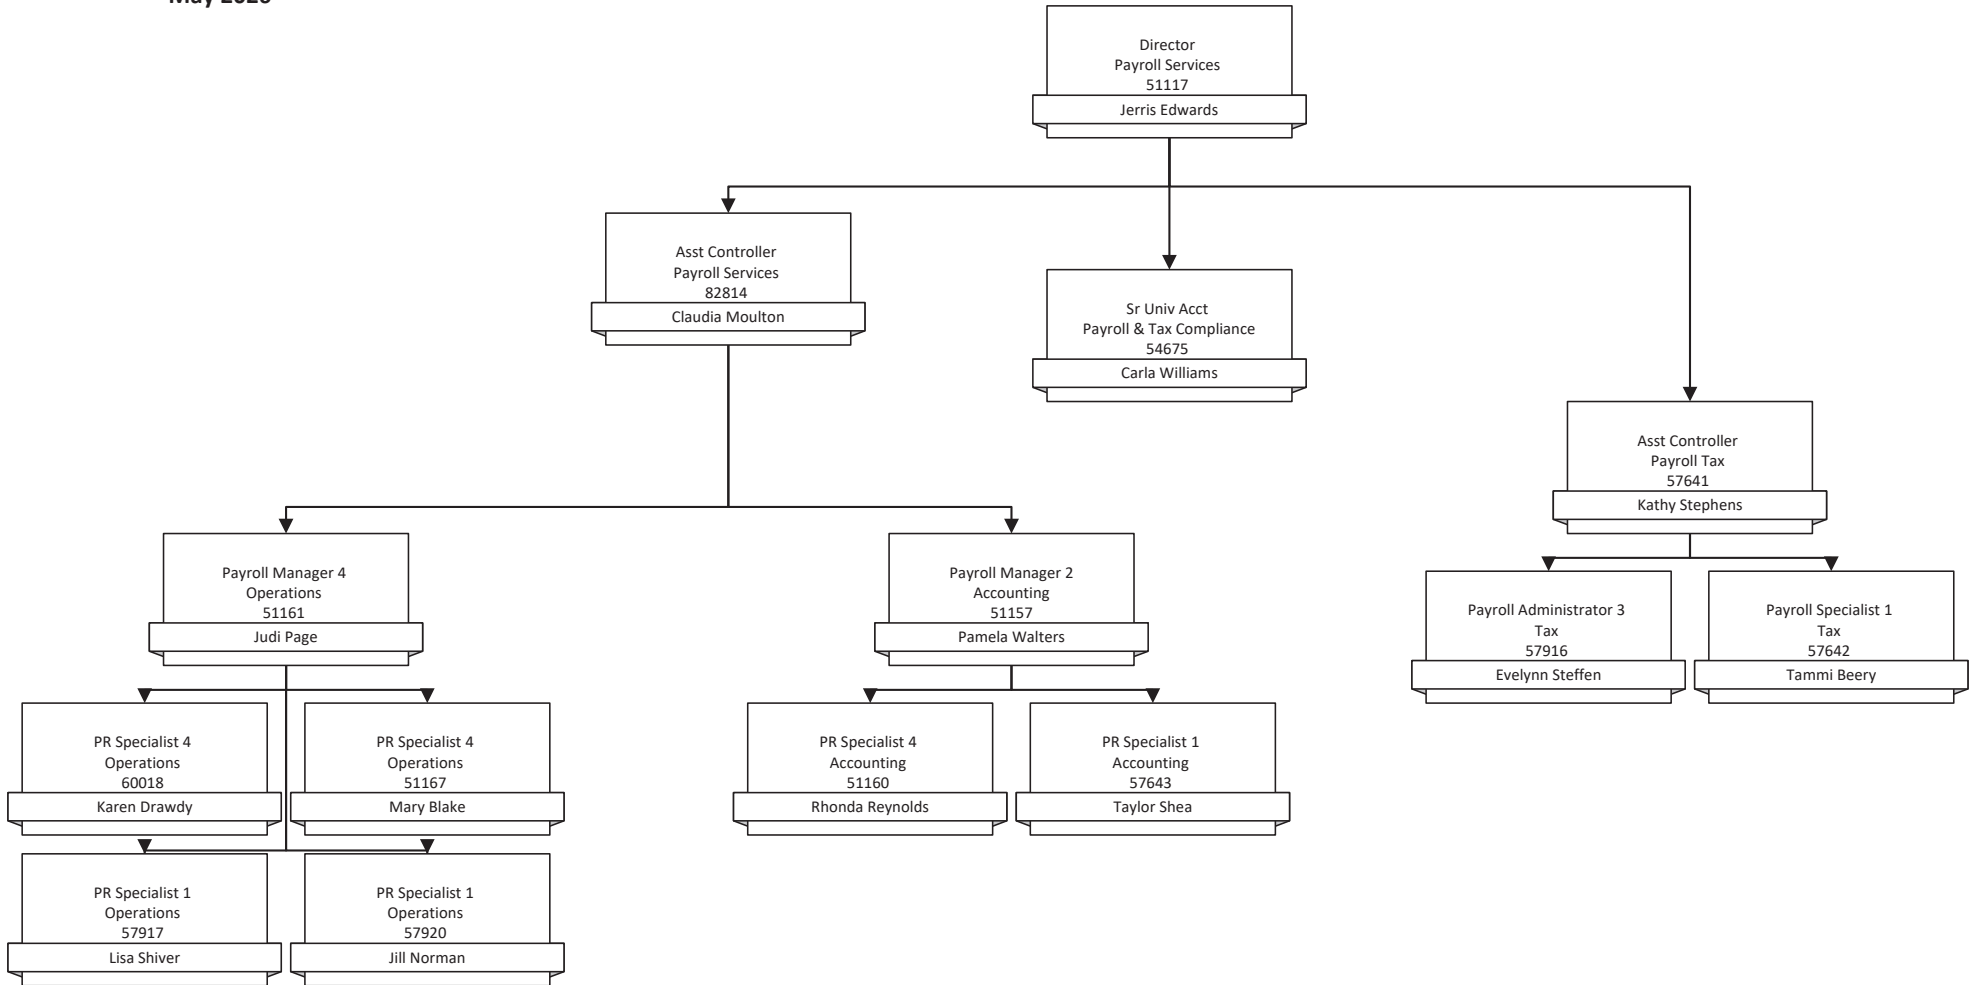 Director
Payroll Services
51117
Jerris Edwards
Asst Controller
Payroll Services
82814
Claudia Moulton
Sr Univ Acct
Payroll & Tax Compliance
54675
Carla Williams
Asst Controller
Payroll Tax
57641
Kathy Stephens
Payroll Manager 4
Operations
51161
Judi Page
Payroll Manager 2
Accounting
51157
Pamela Walters
Payroll Administrator 3
Tax
57916
Evelynn Steffen
Payroll Specialist 1
Tax
57642
Tammi Beery
PR Specialist 4
Operations
60018
Karen Drawdy
PR Specialist 4
Operations
51167
Mary Blake
PR Specialist 4
Accounting
51160
Rhonda Reynolds
PR Specialist 1
Accounting
57643
Taylor Shea
PR Specialist 1
Operations
57917
Lisa Shiver
PR Specialist 1
Operations
57920
Jill Norman